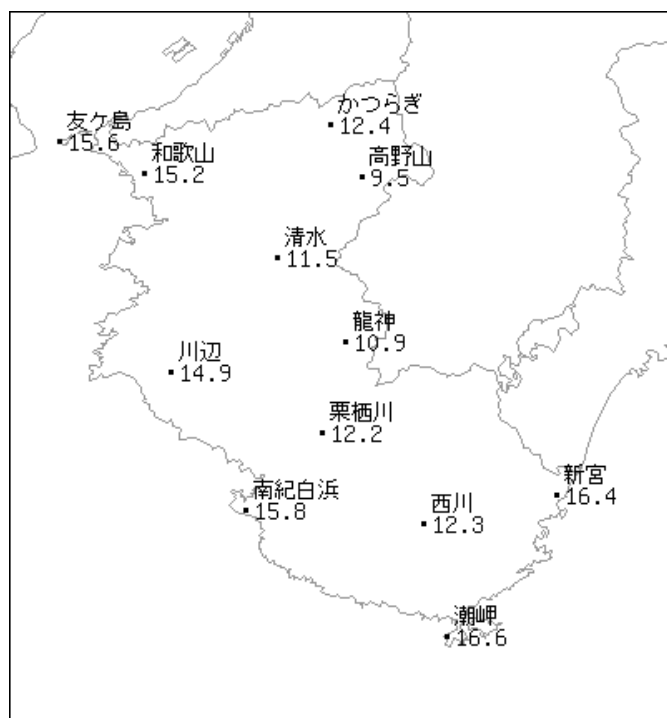 かつらぎ
12.4
友ケ島
15.6
和歌山
15.2
高野山
9.5
清水
11.5
龍神
10.9
川辺
14.9
栗栖川
12.2
南紀白浜
15.8
西川
12.3
新宮
16.4
潮岬
16.6